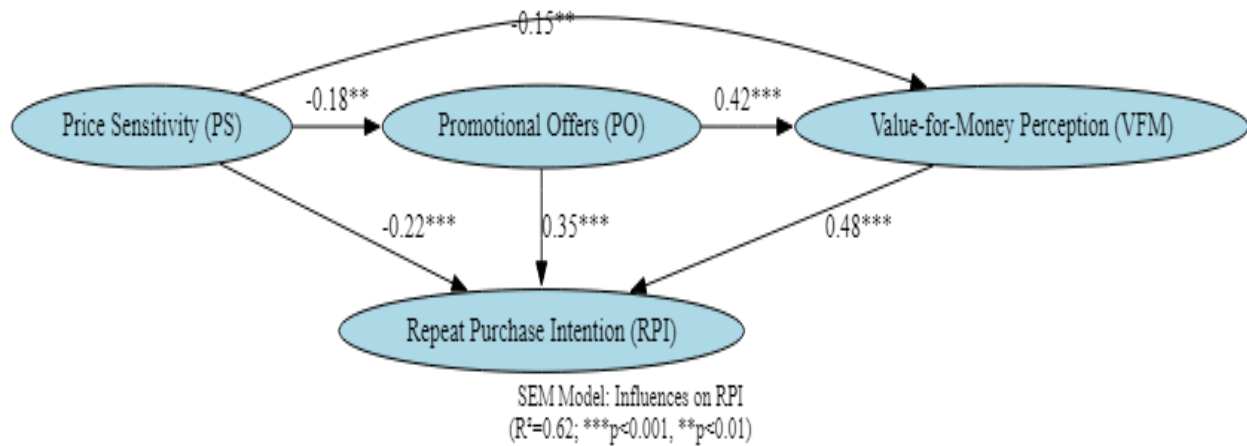 -0.15**
-0.18**
0.42***
Price Sensitivity (PS)
Promotional Offers (PO)
Value-for-Money Perception (VFM)
-0.22***
0.35***
0.48***
Repeat Purchase Intention (RPI)
SEM Model: Influences on RPI
(R²=0.62; ***p<0.001, **p<0.01)